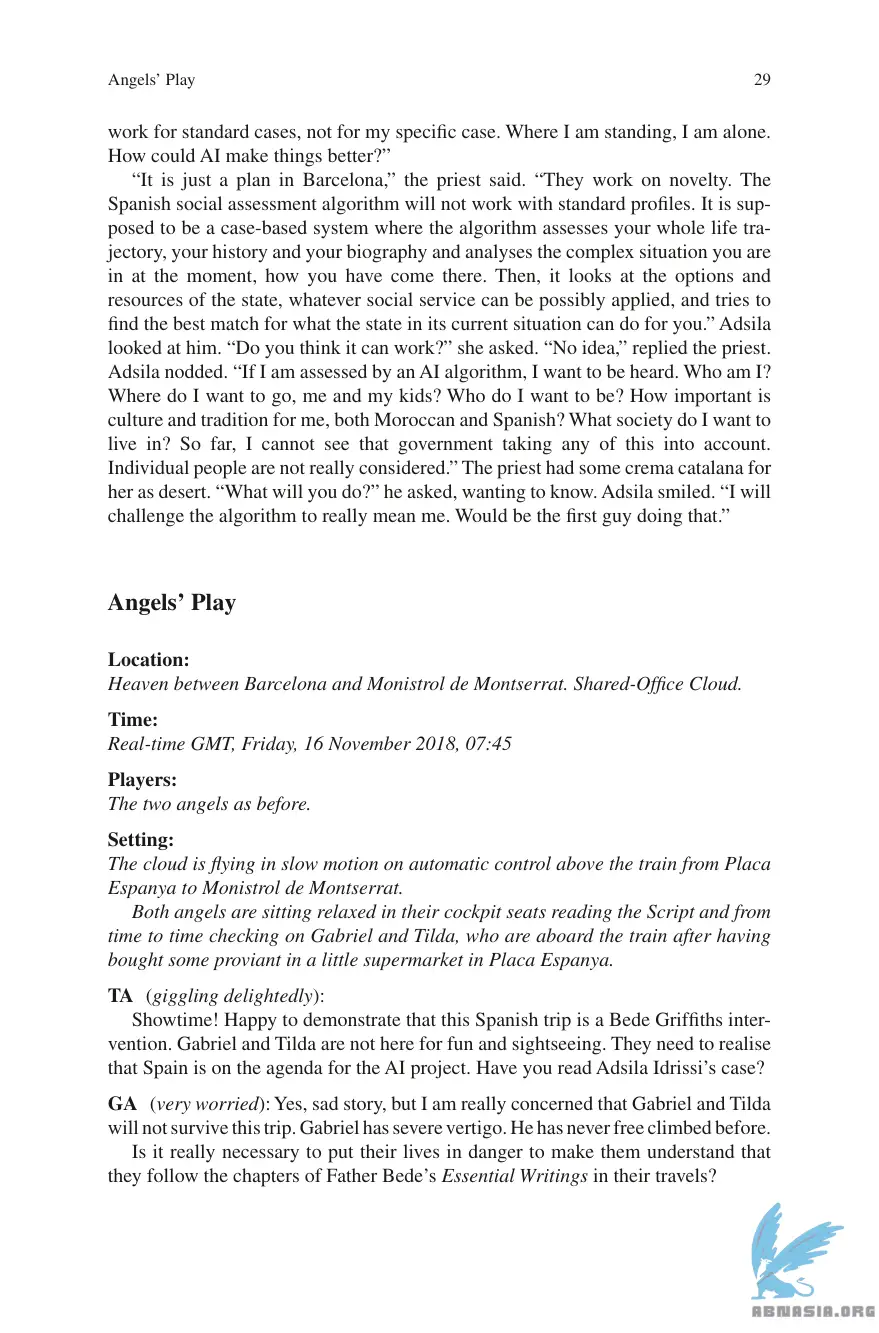 Angels’ Play 29
work for standard cases, not for my specific case. Where I am standing, I am alone.
How could AI make things better?”
“It is just a plan in Barcelona,” the priest said. “They work on novelty. The
Spanish social assessment algorithm will not work with standard profiles. It is sup-
posed to be a case-based system where the algorithm assesses your whole life tra-
jectory, your history and your biography and analyses the complex situation you are
in at the moment, how you have come there. Then, it looks at the options and
resources of the state, whatever social service can be possibly applied, and tries to
find the best match for what the state in its current situation can do for you.” Adsila
looked at him. “Do you think it can work?” she asked. “No idea,” replied the priest.
Adsila nodded. “If I am assessed by an AI algorithm, I want to be heard. Who am I?
Where do I want to go, me and my kids? Who do I want to be? How important is
culture and tradition for me, both Moroccan and Spanish? What society do I want to
live in? So far, I cannot see that government taking any of this into account.
Individual people are not really considered.” The priest had some crema catalana for
her as desert. “What will you do?” he asked, wanting to know. Adsila smiled. “I will
challenge the algorithm to really mean me. Would be the first guy doing that.”
Angels’ Play
Location:
Heaven between Barcelona and Monistrol de Montserrat. Shared-Office Cloud.
Time:
Real-time GMT, Friday, 16 November 2018, 07:45
Players:
The two angels as before.
Setting:
The cloud is flying in slow motion on automatic control above the train from Placa
Espanya to Monistrol de Montserrat.
Both angels are sitting relaxed in their cockpit seats reading the Script and from
time to time checking on Gabriel and Tilda, who are aboard the train after having
bought some proviant in a little supermarket in Placa Espanya.
TA (giggling delightedly):
Showtime! Happy to demonstrate that this Spanish trip is a Bede Griffiths inter-
vention. Gabriel and Tilda are not here for fun and sightseeing. They need to realise
that Spain is on the agenda for the AI project. Have you read Adsila Idrissi’s case?
GA (very worried): Yes, sad story, but I am really concerned that Gabriel and Tilda
will not survive this trip. Gabriel has severe vertigo. He has never free climbed before.
Is it really necessary to put their lives in danger to make them understand that
they follow the chapters of Father Bede’s Essential Writings in their travels?
ABNASIA.ORG